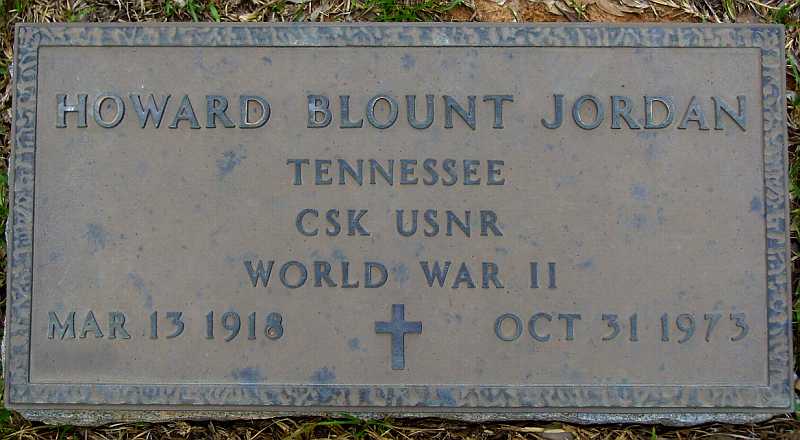 HOWARD BLOUNT JORDAN
TENNESSEE
CSK USNR
WORLD WAR II
MAR 13 1918 OCT 31 1973